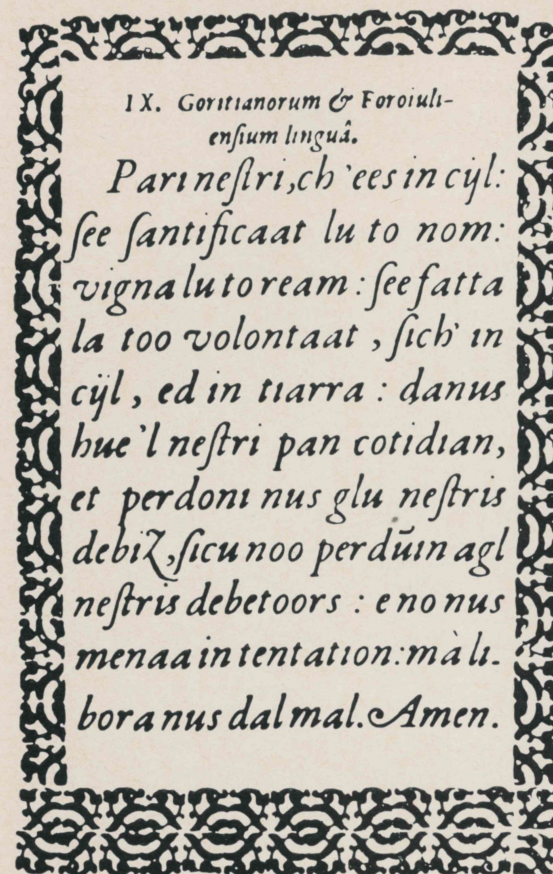 IX. Goritianorum & Foroiuli-
enſium linguâ.
Pari neſtri, ch'ees in cijl:
ſee ſantificaat lu to nom:
vigna lu to ream: ſee fatta
la too volontaat, ſich' in
cijl, ed in tiarra: danus
hue'l neſtri pan cotidian,
et perdoni nus glu neſtris
debiz, ſicu noo perdūin agl
neſtris debetoors: e no nus
menaa in tentation: mà li-
bora nus dal mal. Amen.